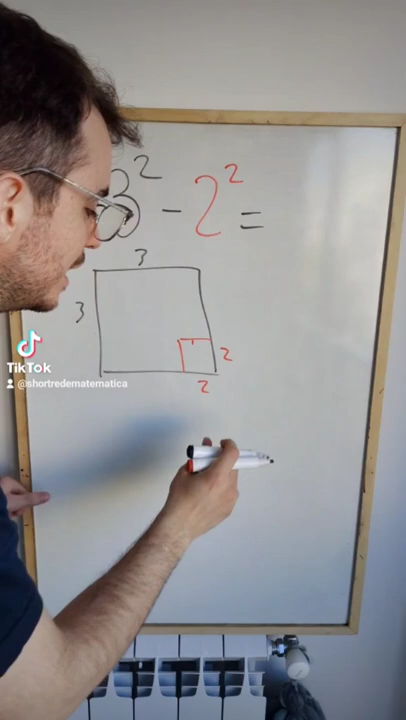 3² - 2² =
3
3
2
2
TikTok
@shortredematematica